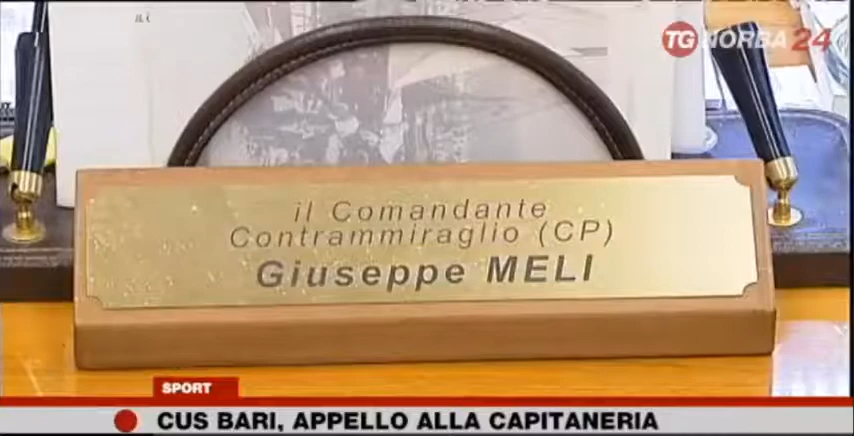 TG NORBA 24
il Comandante
Contrammiraglio (CP)
Giuseppe MELI
SPORT
CUS BARI, APPELLO ALLA CAPITANERIA